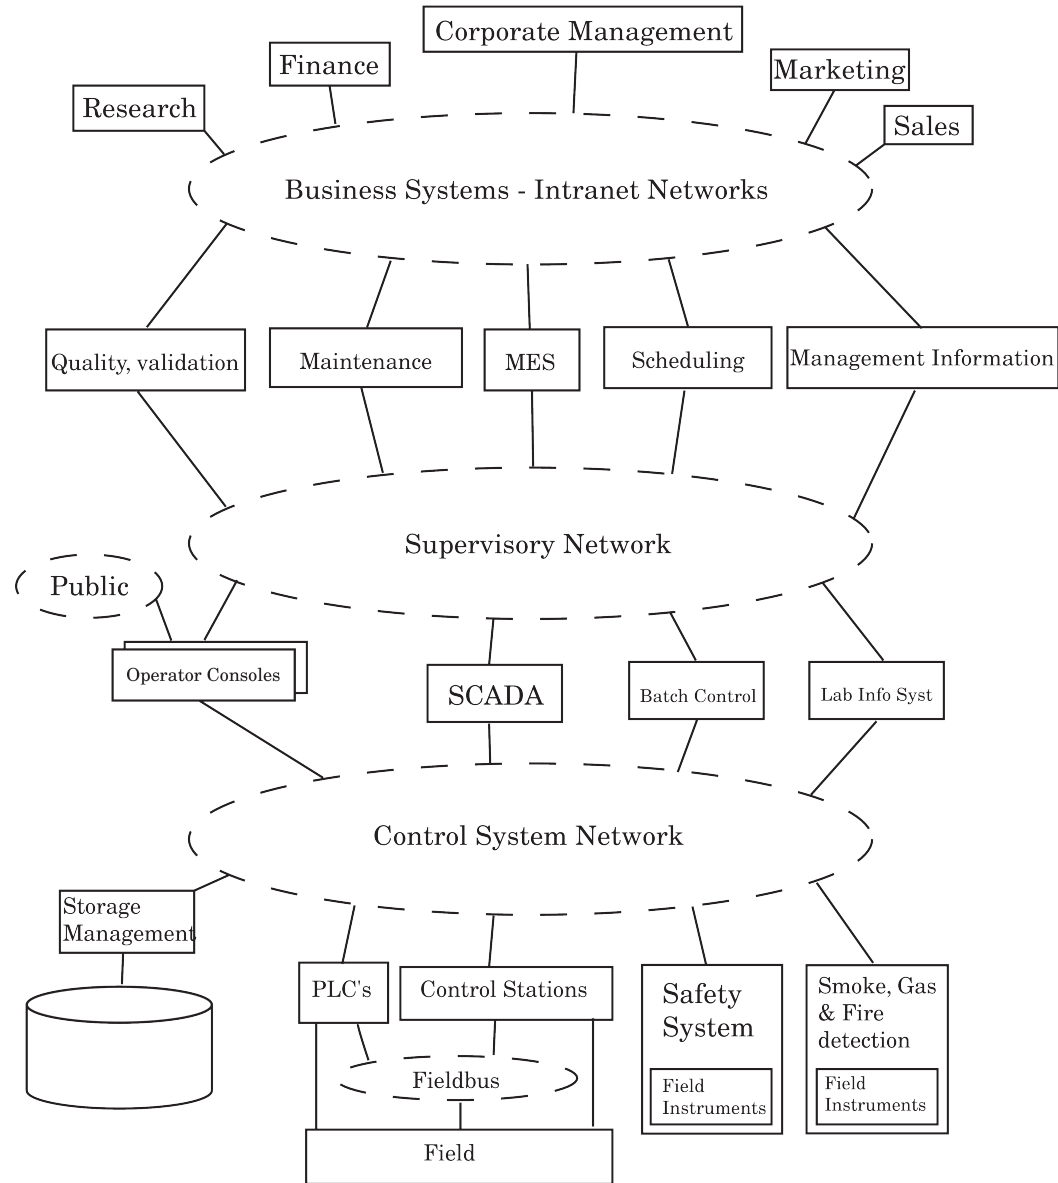 Corporate Management
Finance
Marketing
Research
Sales
Business Systems - Intranet Networks
Quality, validation
Maintenance
MES
Scheduling
Management Information
Supervisory Network
Public
Operator Consoles
SCADA
Batch Control
Lab Info Syst
Control System Network
Storage
Management
PLC's
Control Stations
Safety
System
Smoke, Gas
& Fire
detection
Fieldbus
Field
Instruments
Field
Instruments
Field